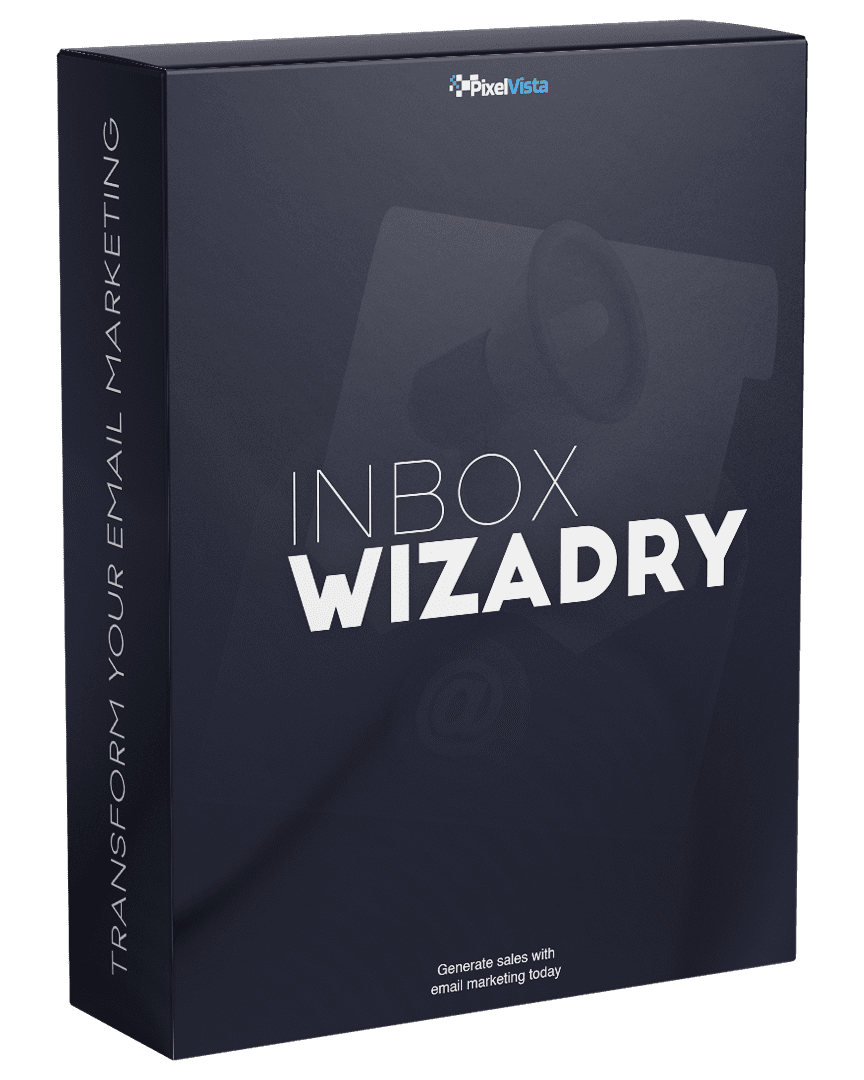 PixelVista
TRANSFORM YOUR EMAIL MARKETING
INBOX
WIZADRY
@
Generate sales with
email marketing today